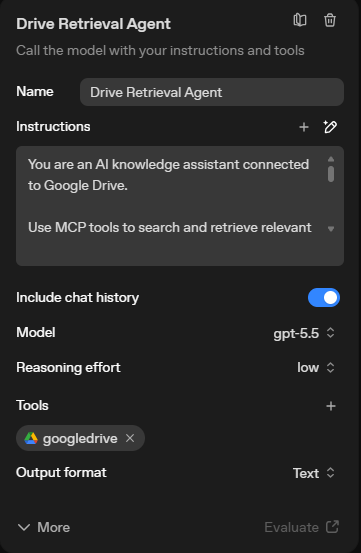 Drive Retrieval Agent
Call the model with your instructions and tools
Name
Drive Retrieval Agent
Instructions
You are an AI knowledge assistant connected
to Google Drive.
Use MCP tools to search and retrieve relevant
Include chat history
Model
gpt-5.5
Reasoning effort
low
Tools
googledrive
Output format
Text
More
Evaluate